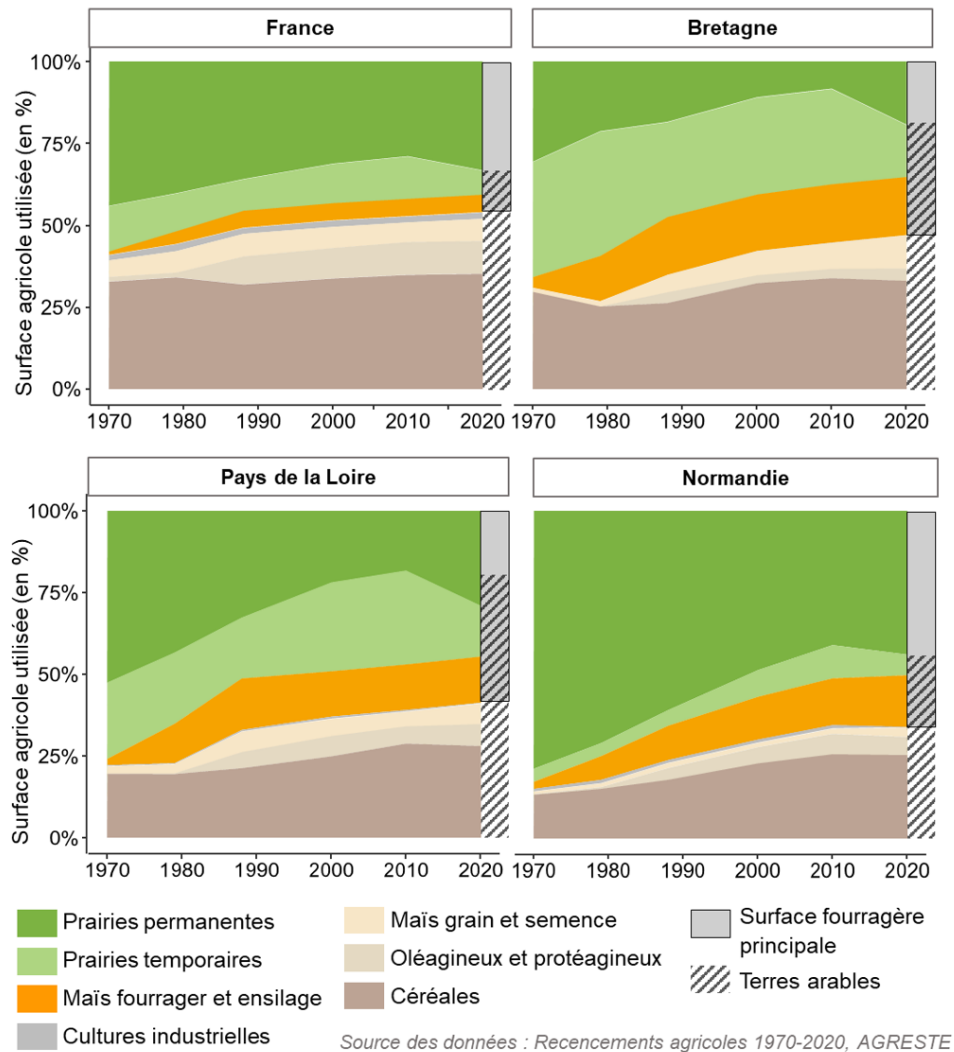 France
Bretagne
Surface agricole utilisée (en %)
100%
75%
50%
25%
0%
1970 1980 1990 2000 2010 2020
1970 1980 1990 2000 2010 2020
Pays de la Loire
Normandie
Surface agricole utilisée (en %)
100%
75%
50%
25%
0%
1970 1980 1990 2000 2010 2020
1970 1980 1990 2000 2010 2020
Prairies permanentes
Prairies temporaires
Maïs fourrager et ensilage
Cultures industrielles
Maïs grain et semence
Oléagineux et protéagineux
Céréales
Surface fourragère
principale
Terres arables
Source des données : Recencements agricoles 1970-2020, AGRESTE